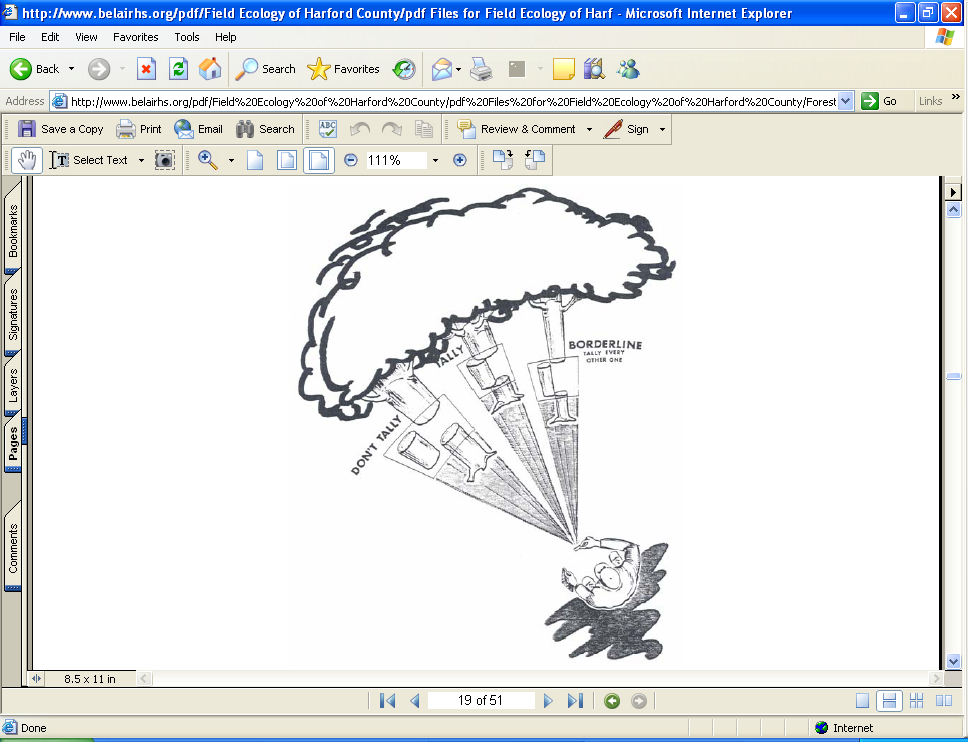 http://www.belairhs.org/pdf/Field Ecology of Harford County/pdf Files for Field Ecology of Harf - Microsoft Internet Explorer
File Edit View Favorites Tools Help
Back Search Favorites
Address http://www.belairhs.org/pdf/Field%20Ecology%20of%20Harford%20County/pdf%20Files%20for%20Field%20Ecology%20of%20Harford%20County/Forest Go Links »
Save a Copy Print Email Search ABC Review & Comment Sign
Select Text 111%
Bookmarks
Signatures
Layers
Pages
Comments
TALLY
BORDERLINE
TALLY EVERY
OTHER ONE
DON'T TALLY
8.5 x 11 in
19 of 51
Done Internet